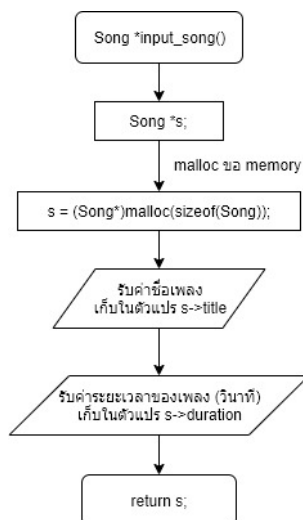 Song *input_song()
Song *s;
malloc ขอ memory
s = (Song*)malloc(sizeof(Song));
รับค่าชื่อเพลง
เก็บในตัวแปร s->title
รับค่าระยะเวลาของเพลง (วินาที)
เก็บในตัวแปร s->duration
return s;